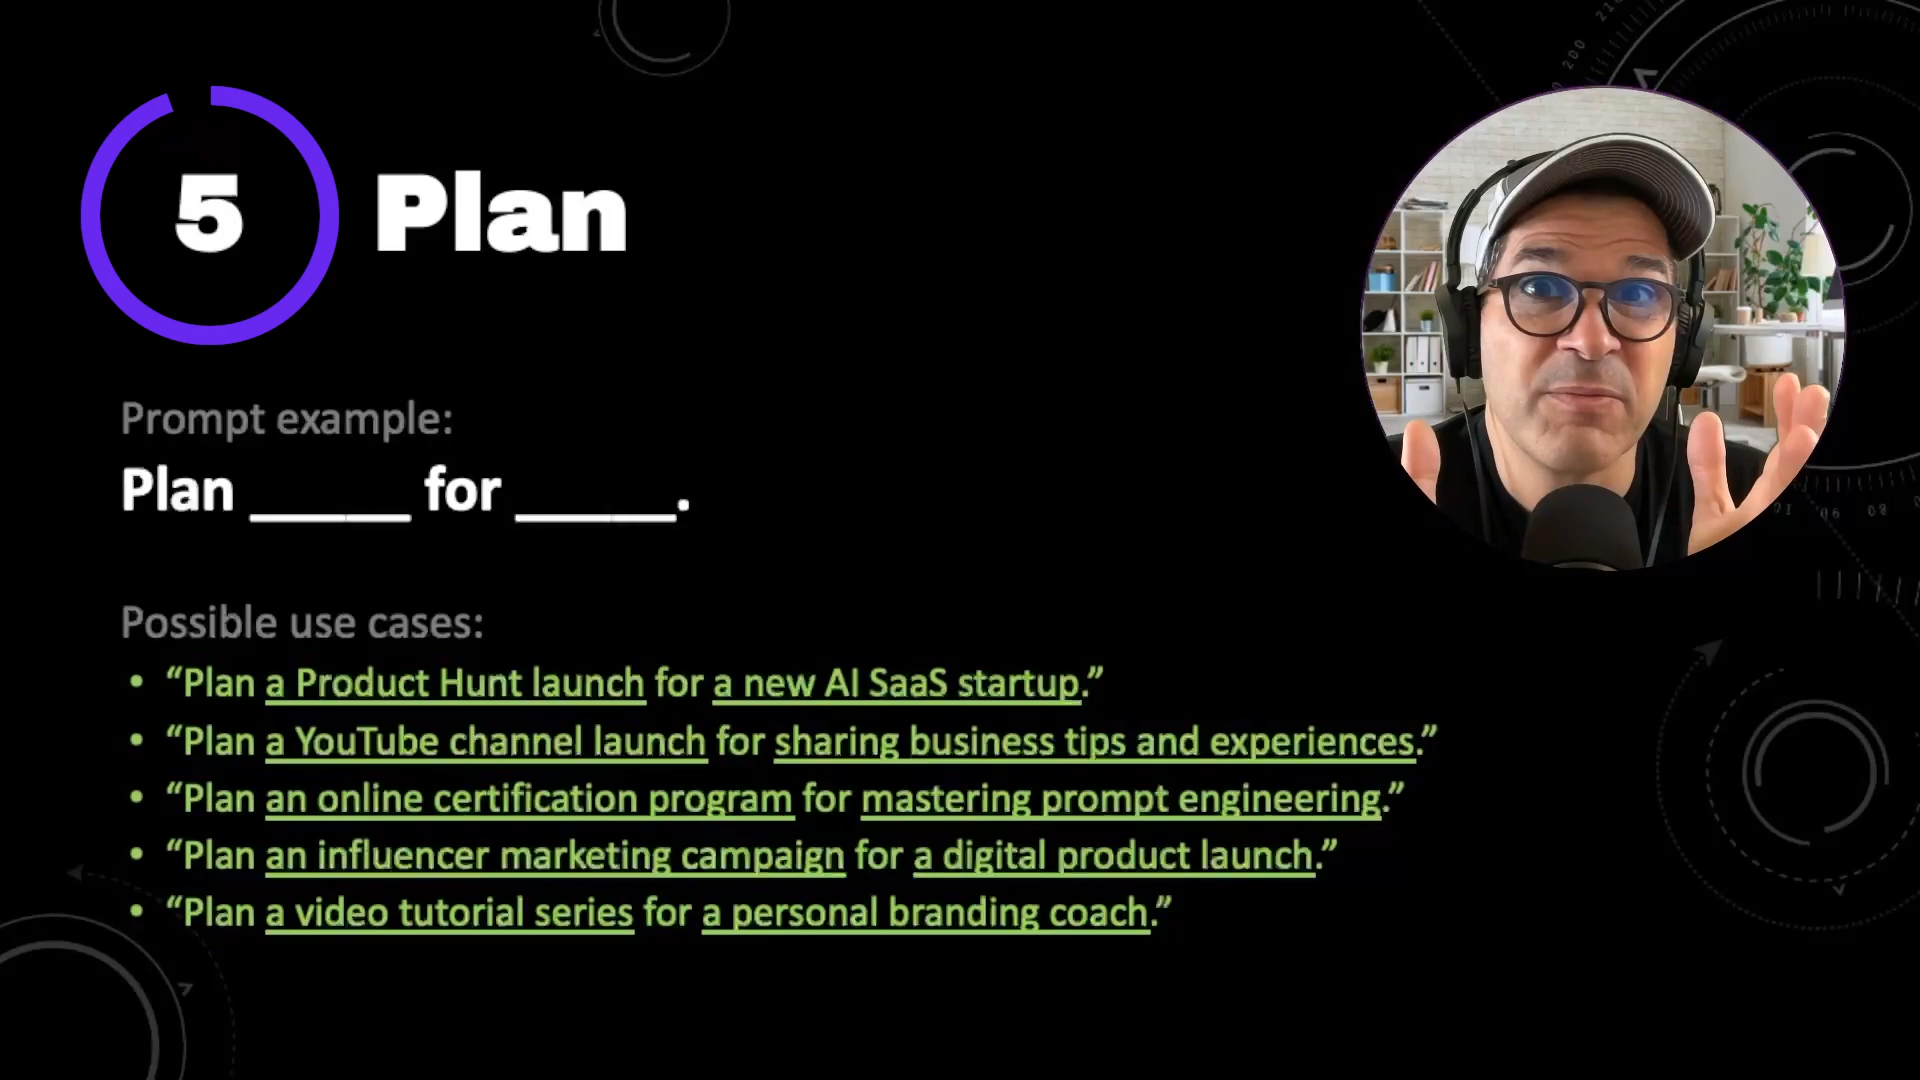 5 Plan
Prompt example:
Plan _____ for _____.
Possible use cases:
• “Plan a Product Hunt launch for a new AI SaaS startup.”
• “Plan a YouTube channel launch for sharing business tips and experiences.”
• “Plan an online certification program for mastering prompt engineering.”
• “Plan an influencer marketing campaign for a digital product launch.”
• “Plan a video tutorial series for a personal branding coach.”